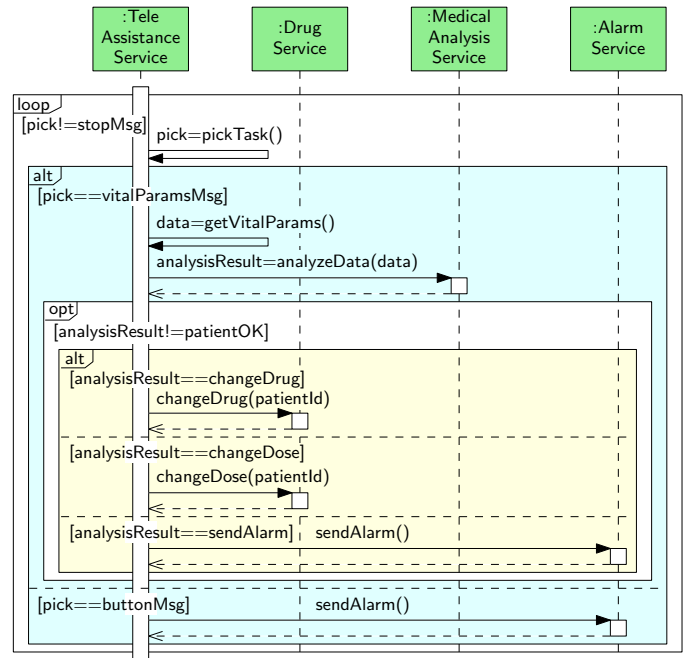 :Tele
Assistance
Service
:Drug
Service
:Medical
Analysis
Service
:Alarm
Service
loop
[pick!=stopMsg]
pick=pickTask()
alt
[pick==vitalParamsMsg]
data=getVitalParams()
analysisResult=analyzeData(data)
opt
[analysisResult!=patientOK]
alt
[analysisResult==changeDrug]
changeDrug(patientId)
[analysisResult==changeDose]
changeDose(patientId)
[analysisResult==sendAlarm] sendAlarm()
[pick==buttonMsg] sendAlarm()